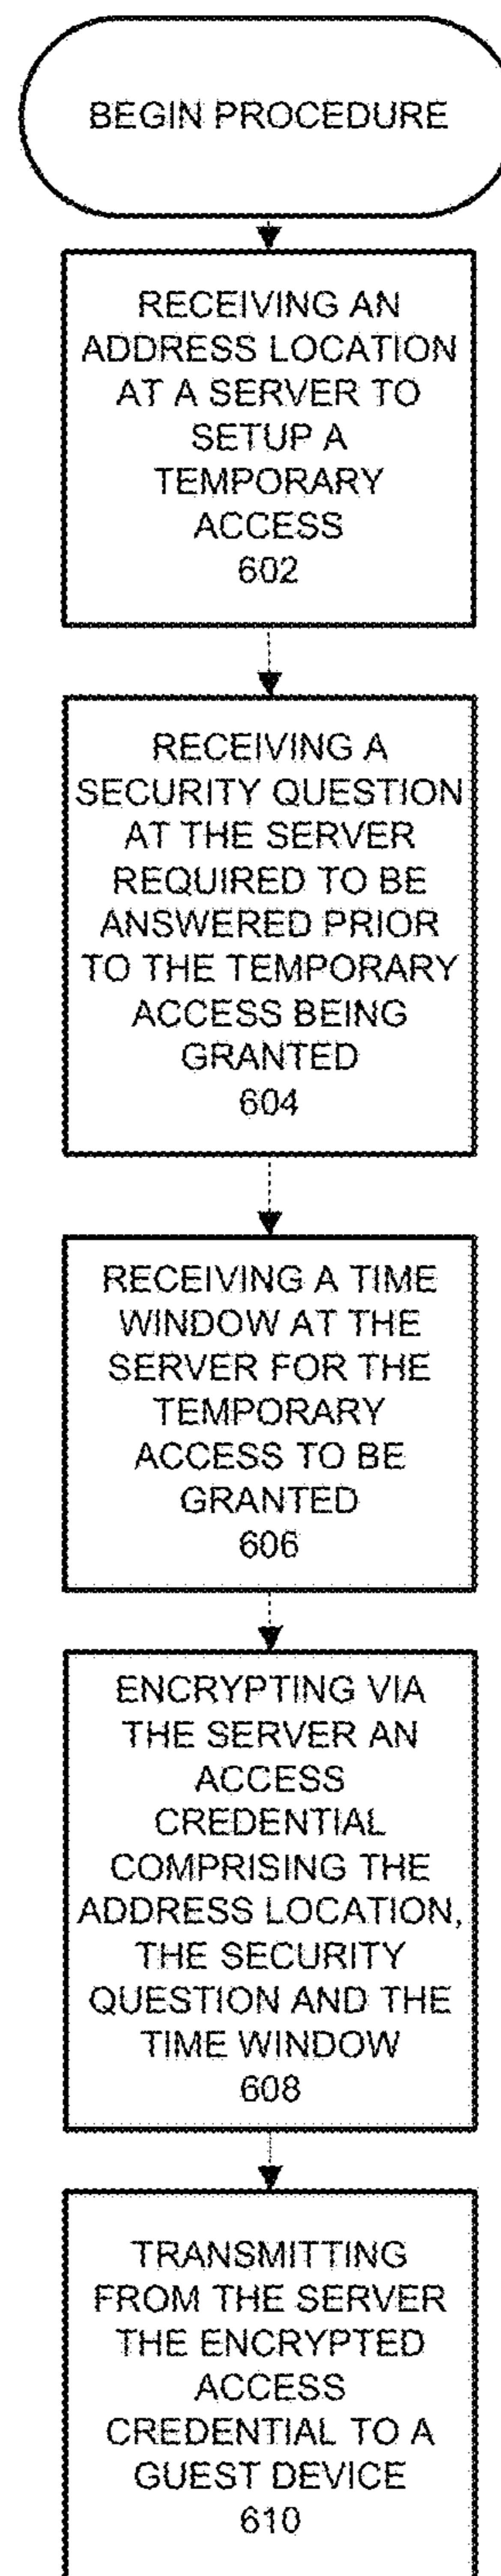 BEGIN PROCEDURE
RECEIVING AN
ADDRESS LOCATION
AT A SERVER TO
SETUP A
TEMPORARY
ACCESS
602
RECEIVING A
SECURITY QUESTION
AT THE SERVER
REQUIRED TO BE
ANSWERED PRIOR
TO THE TEMPORARY
ACCESS BEING
GRANTED
604
RECEIVING A TIME
WINDOW AT THE
SERVER FOR THE
TEMPORARY
ACCESS TO BE
GRANTED
606
ENCRYPTING VIA
THE SERVER AN
ACCESS
CREDENTIAL
COMPRISING THE
ADDRESS LOCATION,
THE SECURITY
QUESTION AND THE
TIME WINDOW
608
TRANSMITTING
FROM THE SERVER
THE ENCRYPTED
ACCESS
CREDENTIAL TO A
GUEST DEVICE
610